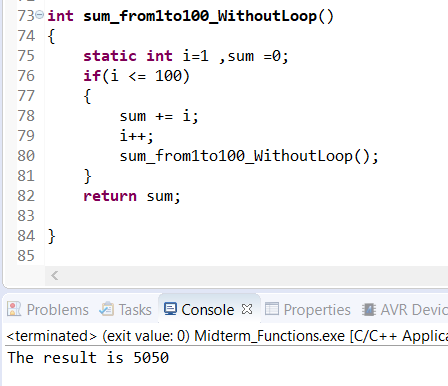 73 int sum_from1to100_WithoutLoop()
74 {
75     static int i=1 ,sum =0;
76     if(i <= 100)
77     {
78         sum += i;
79         i++;
80         sum_from1to100_WithoutLoop();
81     }
82     return sum;
83
84 }
85
Problems Tasks Console Properties AVR Devic
<terminated> (exit value: 0) Midterm_Functions.exe [C/C++ Applica
The result is 5050